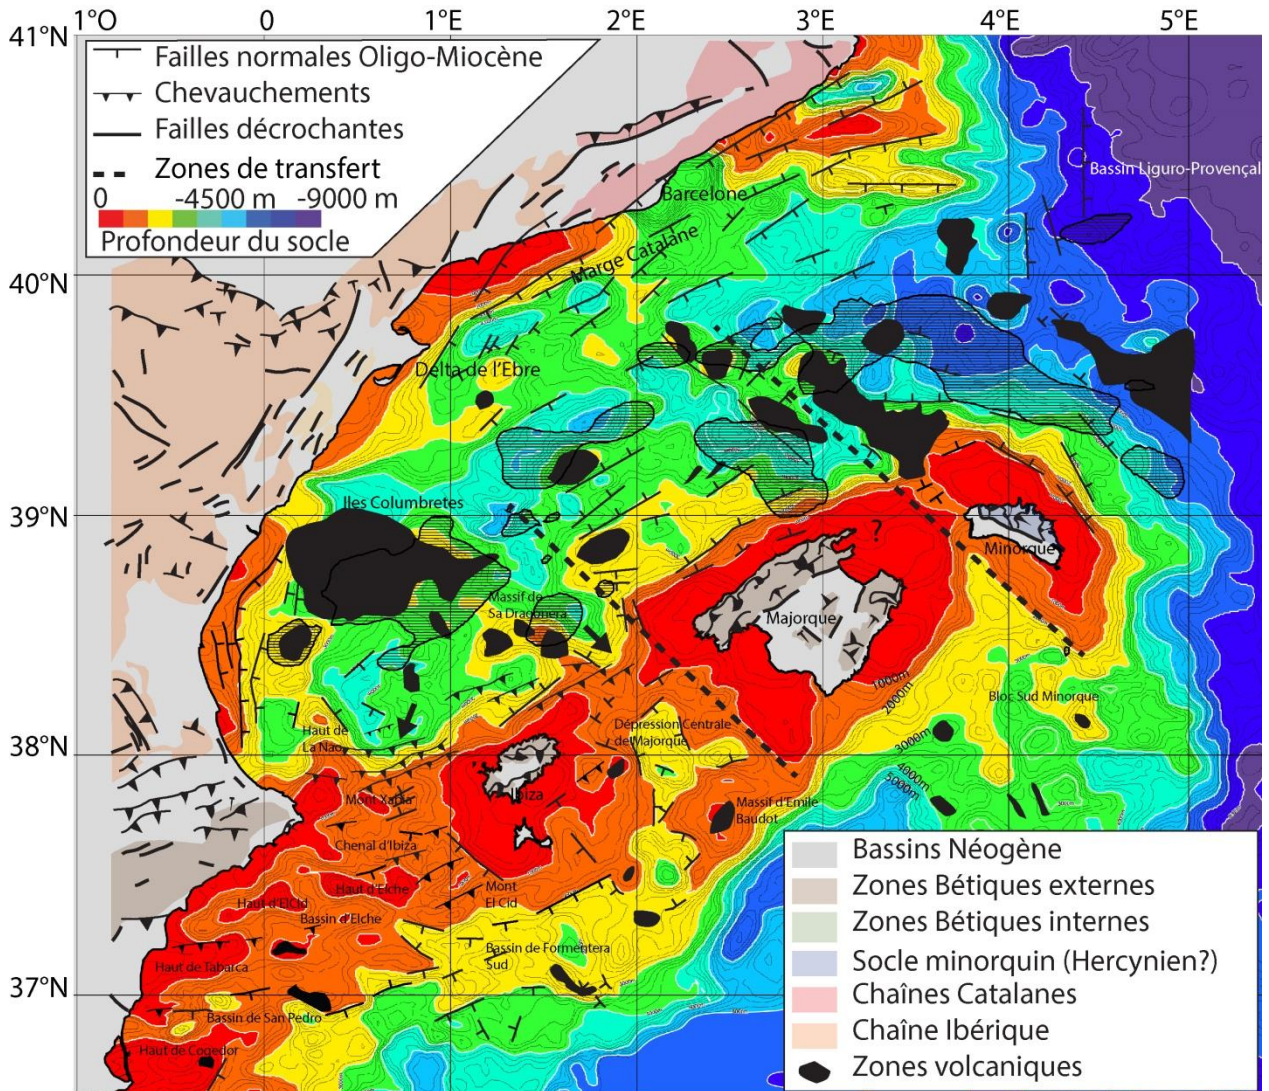 1°O 0 1°E 2°E 3°E 4°E 5°E
41°N
Failles normales Oligo-Miocène
Chevauchements
Failles décrochantes
Zones de transfert
0 -4500 m -9000 m
Profondeur du socle
Bassin Liguro-Provençal
Barcelone
Marge Catalane
40°N
Delta de l'Ebre
Iles Columbretes
39°N
?
Minorque
Massif de
Sa Dragonera
Majorque
1000m
2000m
Bloc Sud Minorque
Haut de
La Nao
Dépression Centrale
de Majorque
3000m
38°N
4000m
5000m
Ibiza
Mont Xabia
Massif d'Emile
Baudot
Chenal d'Ibiza
Haut d'Elche
Mont
El Cid
Haut d'ElCid
Bassin d'Elche
Bassin de Formentera
Sud
Haut de Tabarca
37°N
Bassin de San Pedro
Haut de Cogedor
Bassins Néogène
Zones Bétiques externes
Zones Bétiques internes
Socle minorquin (Hercynien?)
Chaînes Catalanes
Chaîne Ibérique
Zones volcaniques